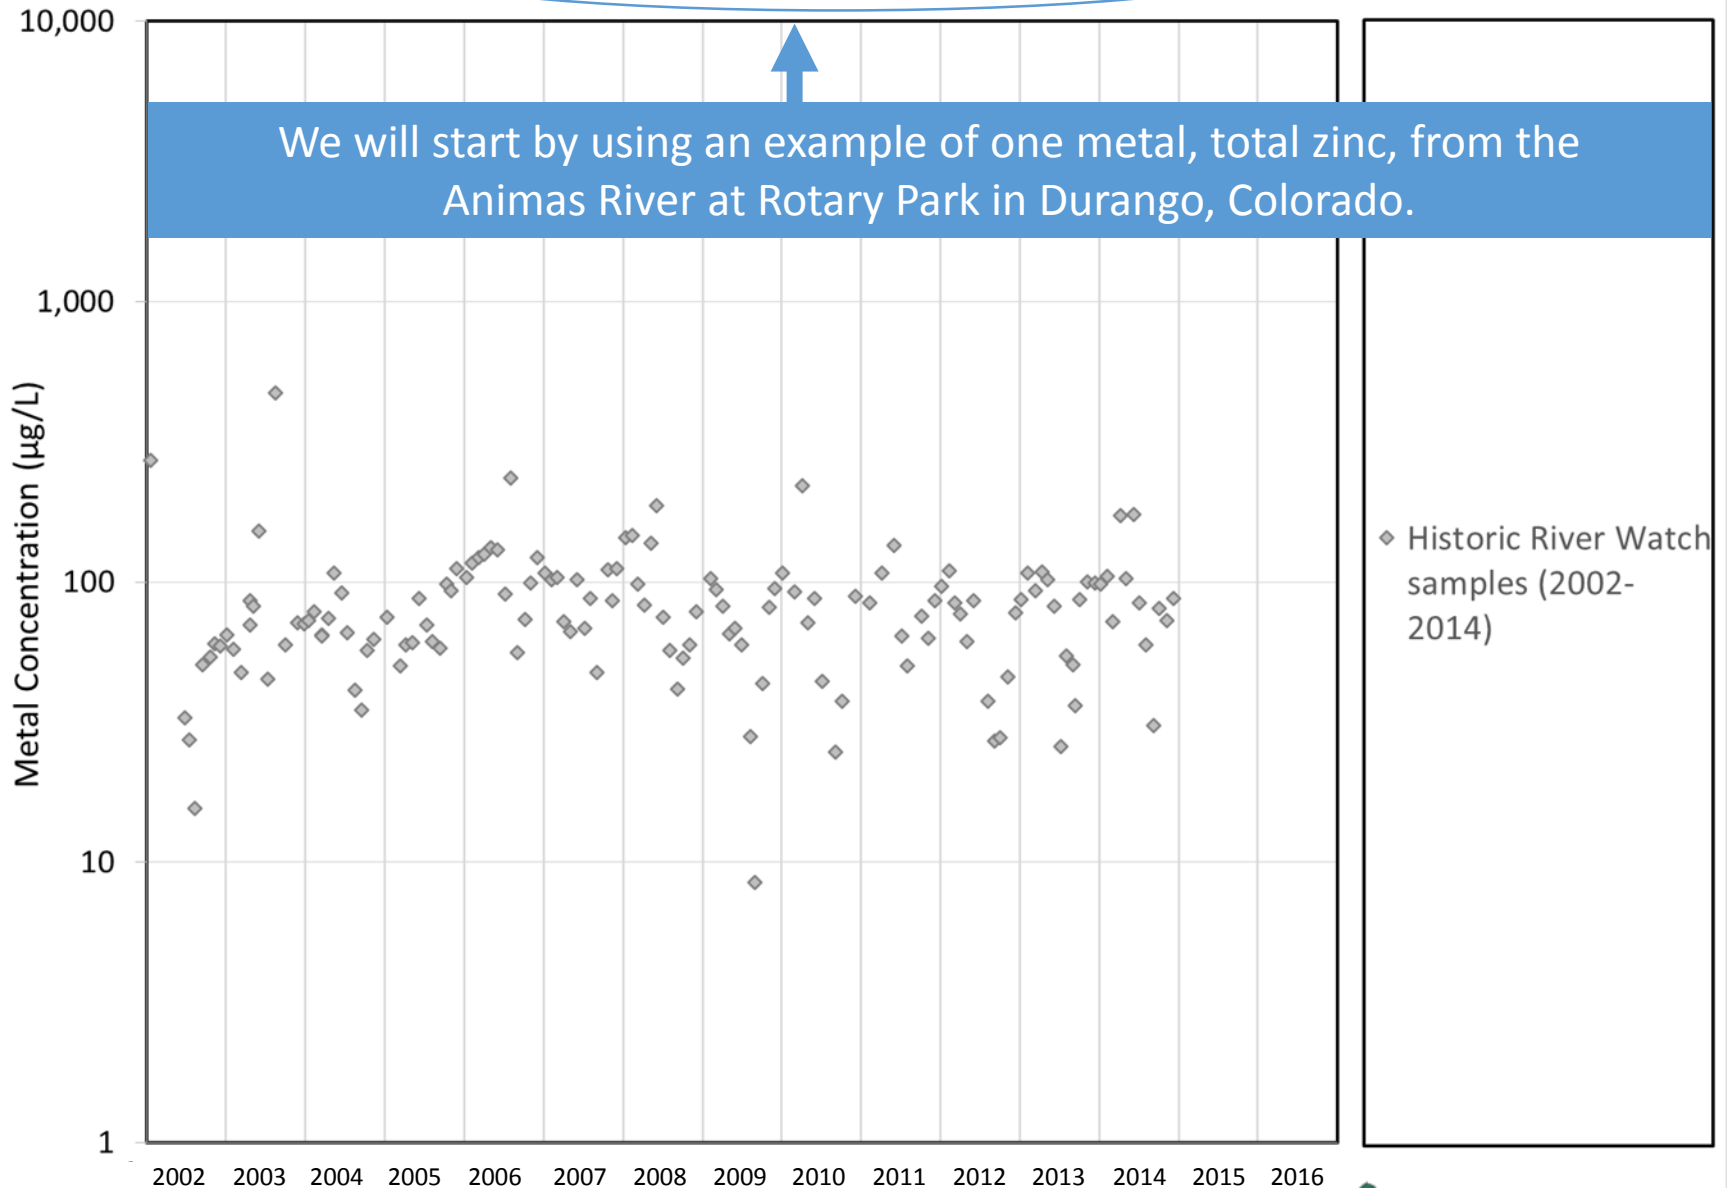 10,000
We will start by using an example of one metal, total zinc, from the
Animas River at Rotary Park in Durango, Colorado.
1,000
100
10
1
Metal Concentration (µg/L)
2002 2003 2004 2005 2006 2007 2008 2009 2010 2011 2012 2013 2014 2015 2016
Historic River Watch
samples (2002-
2014)